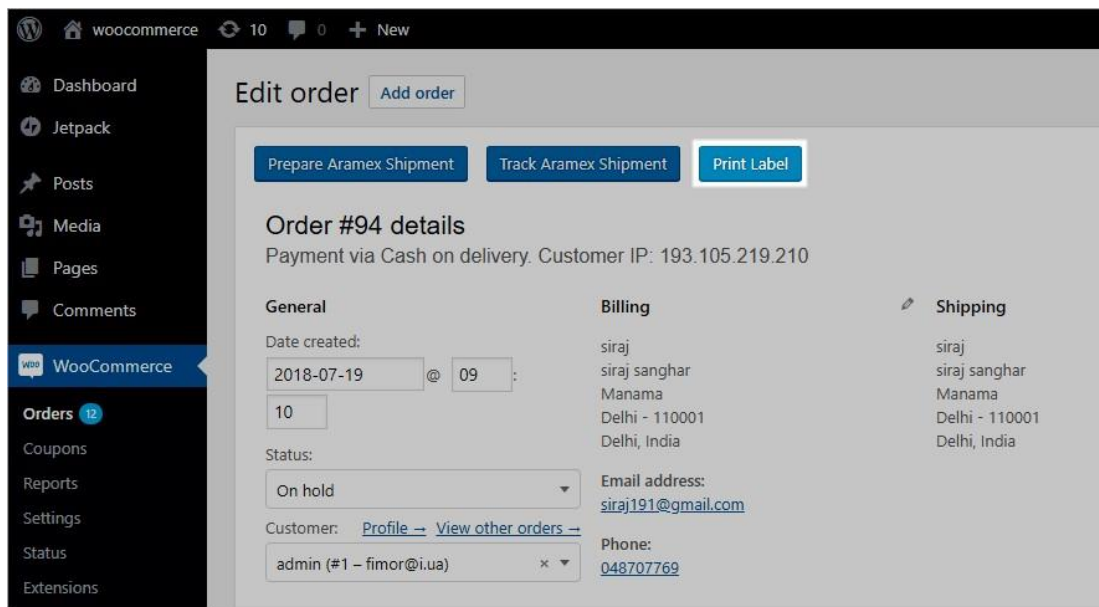 woocommerce 10 0 + New
Dashboard
Jetpack
Posts
Media
Pages
Comments
WOO WooCommerce
Orders 12
Coupons
Reports
Settings
Status
Extensions
Edit order Add order
Prepare Aramex Shipment Track Aramex Shipment Print Label
Order #94 details
Payment via Cash on delivery. Customer IP: 193.105.219.210
General
Date created:
2018-07-19 @ 09 :
10
Status:
On hold
Customer: Profile → View other orders →
admin (#1 – fimor@i.ua) ×
Billing
siraj
siraj sanghar
Manama
Delhi - 110001
Delhi, India
Email address:
siraj191@gmail.com
Phone:
048707769
Shipping
siraj
siraj sanghar
Manama
Delhi - 110001
Delhi, India